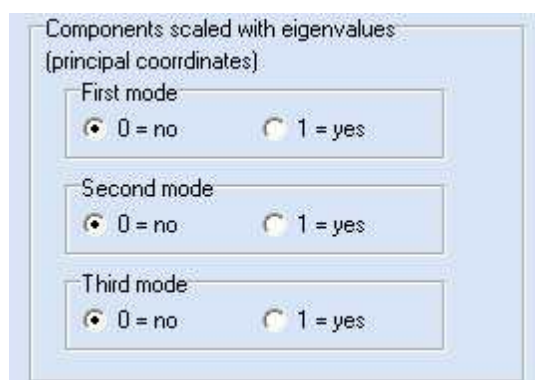 Components scaled with eigenvalues
(principal coorrdinates)
First mode
0 = no 1 = yes
Second mode
0 = no 1 = yes
Third mode
0 = no 1 = yes